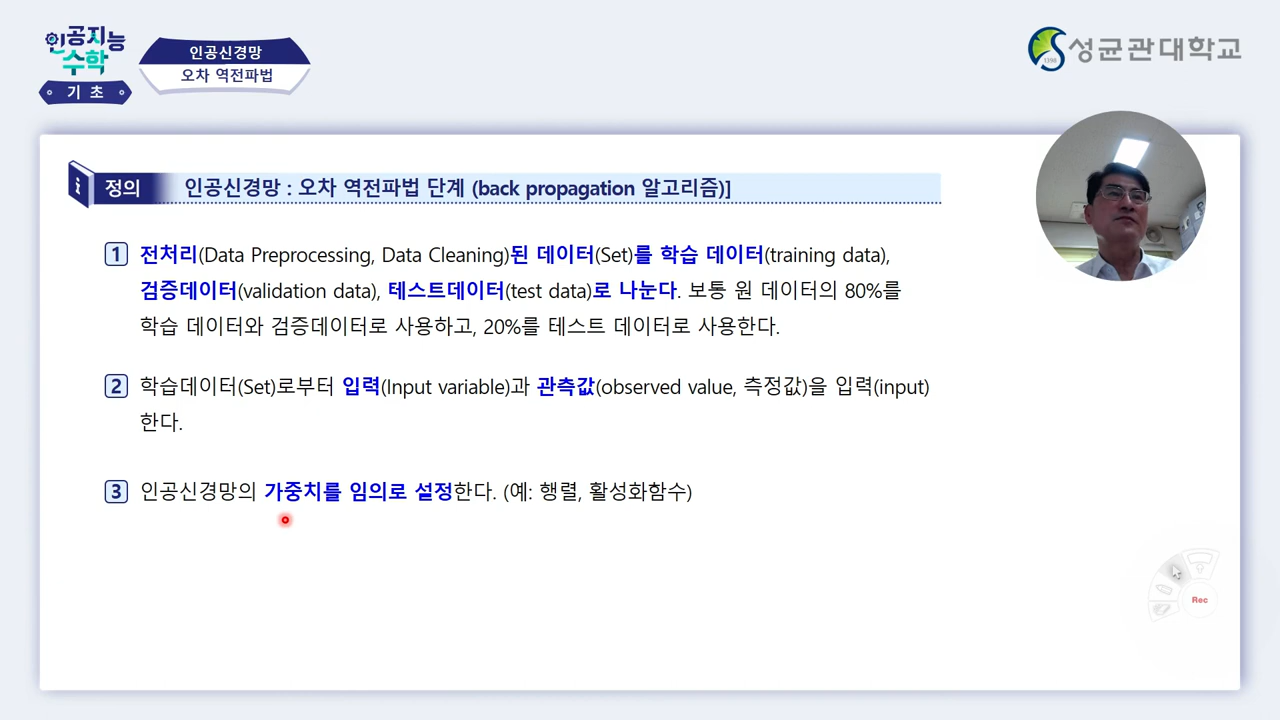 인공지능
수학
기초
인공신경망
오차 역전파법
1398
성균관대학교
i
정의
인공신경망 : 오차 역전파법 단계 (back propagation 알고리즘)]
1 전처리(Data Preprocessing, Data Cleaning)된 데이터(Set)를 학습 데이터(training data),
검증데이터(validation data), 테스트데이터(test data)로 나눈다. 보통 원 데이터의 80%를
학습 데이터와 검증데이터로 사용하고, 20%를 테스트 데이터로 사용한다.
2 학습데이터(Set)로부터 입력(Input variable)과 관측값(observed value, 측정값)을 입력(input)
한다.
3 인공신경망의 가중치를 임의로 설정한다. (예: 행렬, 활성화함수)
Rec